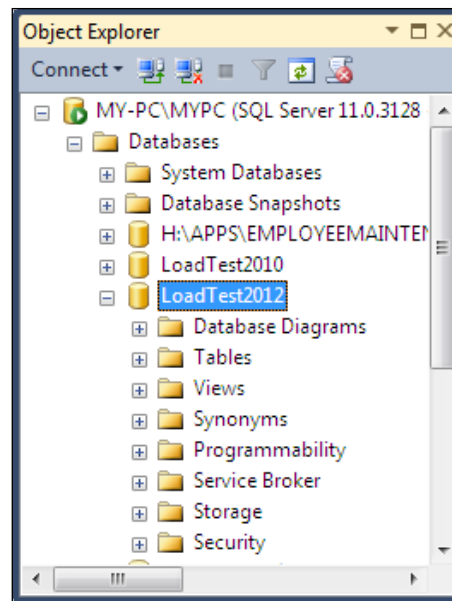 Object Explorer
Connect
MY-PC\MYPC (SQL Server 11.0.3128
Databases
System Databases
Database Snapshots
H:\APPS\EMPLOYEEMAINTEN
LoadTest2010
LoadTest2012
Database Diagrams
Tables
Views
Synonyms
Programmability
Service Broker
Storage
Security